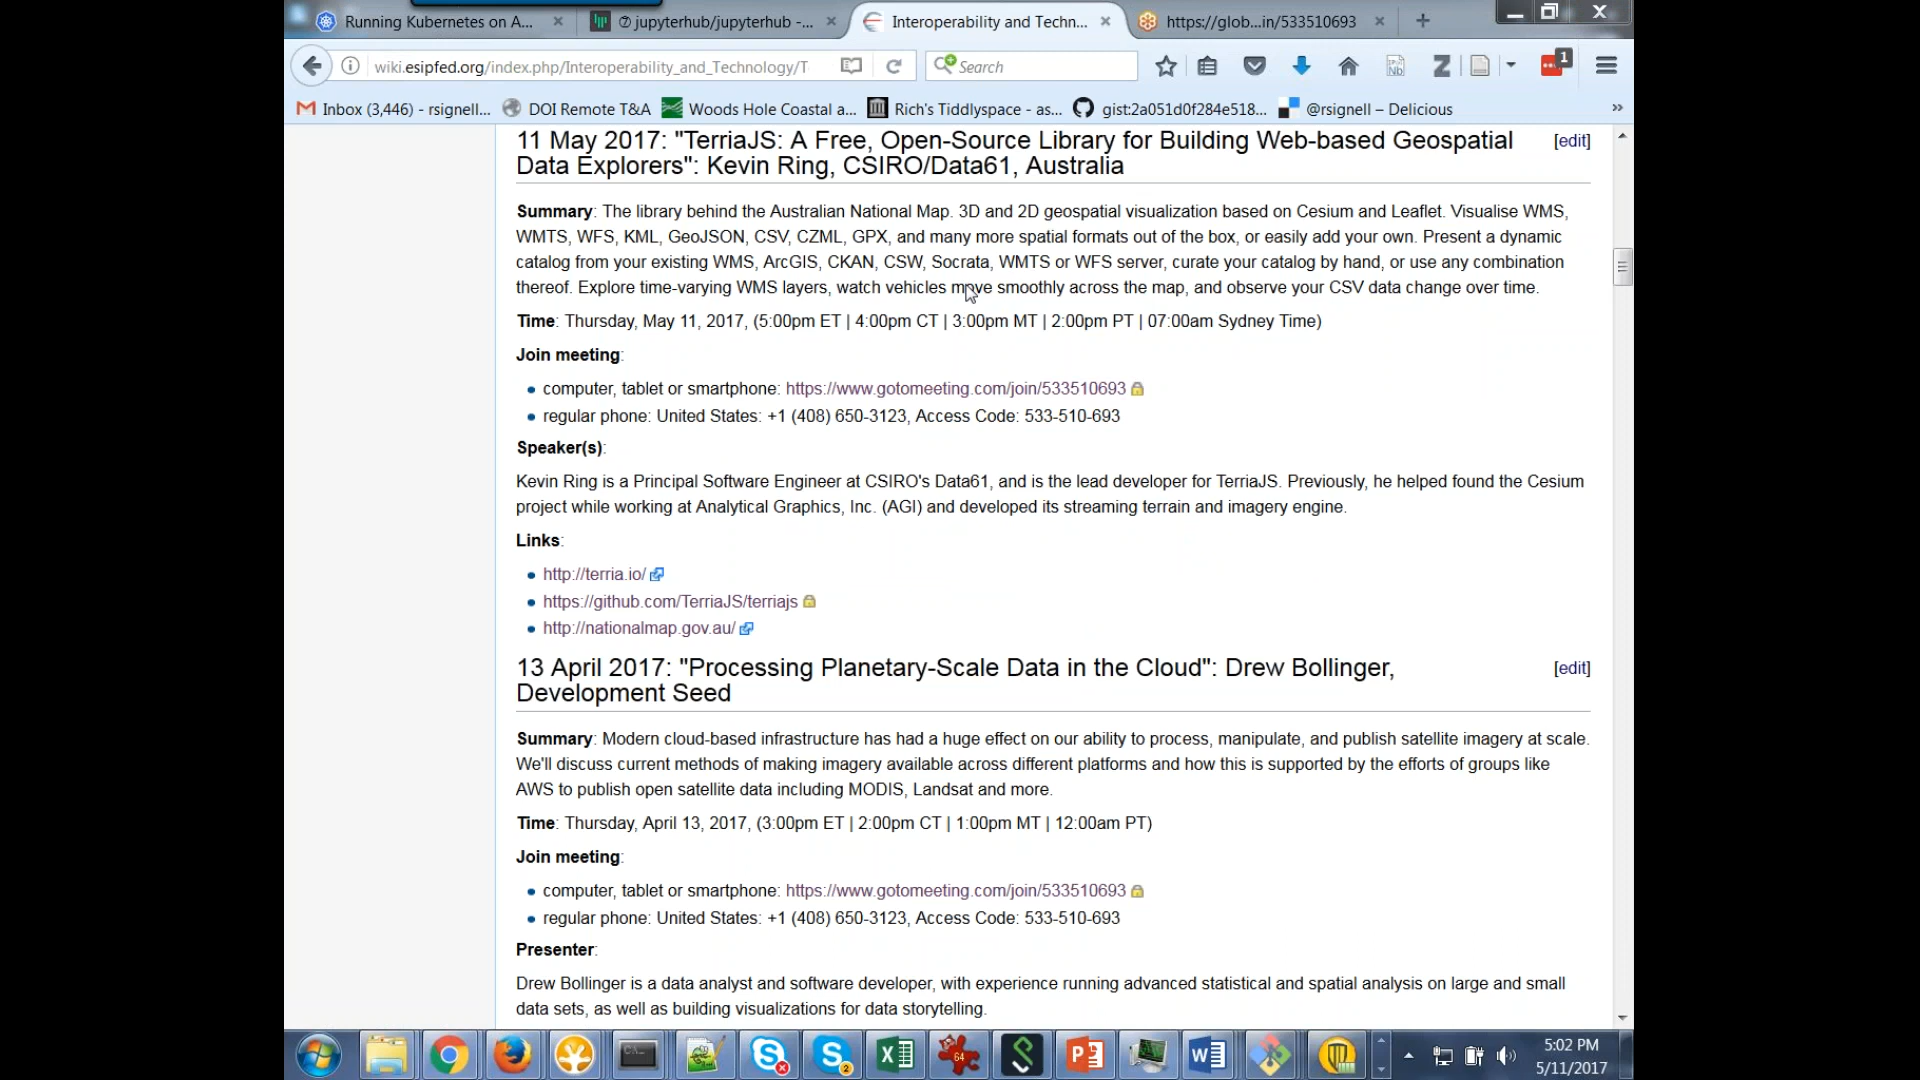 Running Kubernetes on A...
jupyterhub/jupyterhub -...
Interoperability and Techn...
https://glob...in/533510693
wiki.esipfed.org/index.php/Interoperability_and_Technology/T
Search
1
Inbox (3,446) - rsignell...
DOI Remote T&A
Woods Hole Coastal a...
Rich's Tiddlyspace - as...
gist:2a051d0f284e518...
@rsignell – Delicious
11 May 2017: "TerriaJS: A Free, Open-Source Library for Building Web-based Geospatial [edit]
Data Explorers": Kevin Ring, CSIRO/Data61, Australia
Summary: The library behind the Australian National Map. 3D and 2D geospatial visualization based on Cesium and Leaflet. Visualise WMS,
WMTS, WFS, KML, GeoJSON, CSV, CZML, GPX, and many more spatial formats out of the box, or easily add your own. Present a dynamic
catalog from your existing WMS, ArcGIS, CKAN, CSW, Socrata, WMTS or WFS server, curate your catalog by hand, or use any combination
thereof. Explore time-varying WMS layers, watch vehicles move smoothly across the map, and observe your CSV data change over time.
Time: Thursday, May 11, 2017, (5:00pm ET | 4:00pm CT | 3:00pm MT | 2:00pm PT | 07:00am Sydney Time)
Join meeting:
computer, tablet or smartphone: https://www.gotomeeting.com/join/533510693
regular phone: United States: +1 (408) 650-3123, Access Code: 533-510-693
Speaker(s):
Kevin Ring is a Principal Software Engineer at CSIRO's Data61, and is the lead developer for TerriaJS. Previously, he helped found the Cesium
project while working at Analytical Graphics, Inc. (AGI) and developed its streaming terrain and imagery engine.
Links:
http://terria.io/
https://github.com/TerriaJS/terriajs
http://nationalmap.gov.au/
13 April 2017: "Processing Planetary-Scale Data in the Cloud": Drew Bollinger, [edit]
Development Seed
Summary: Modern cloud-based infrastructure has had a huge effect on our ability to process, manipulate, and publish satellite imagery at scale.
We'll discuss current methods of making imagery available across different platforms and how this is supported by the efforts of groups like
AWS to publish open satellite data including MODIS, Landsat and more.
Time: Thursday, April 13, 2017, (3:00pm ET | 2:00pm CT | 1:00pm MT | 12:00am PT)
Join meeting:
computer, tablet or smartphone: https://www.gotomeeting.com/join/533510693
regular phone: United States: +1 (408) 650-3123, Access Code: 533-510-693
Presenter:
Drew Bollinger is a data analyst and software developer, with experience running advanced statistical and spatial analysis on large and small
data sets, as well as building visualizations for data storytelling.
5:02 PM
5/11/2017